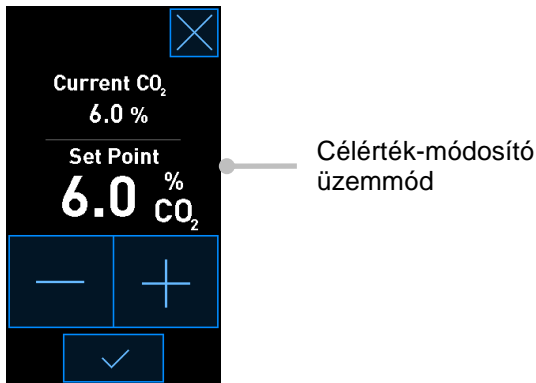 Current CO₂
6.0 %
Set Point
6.0 % CO₂
Célérték-módosító
üzemmód